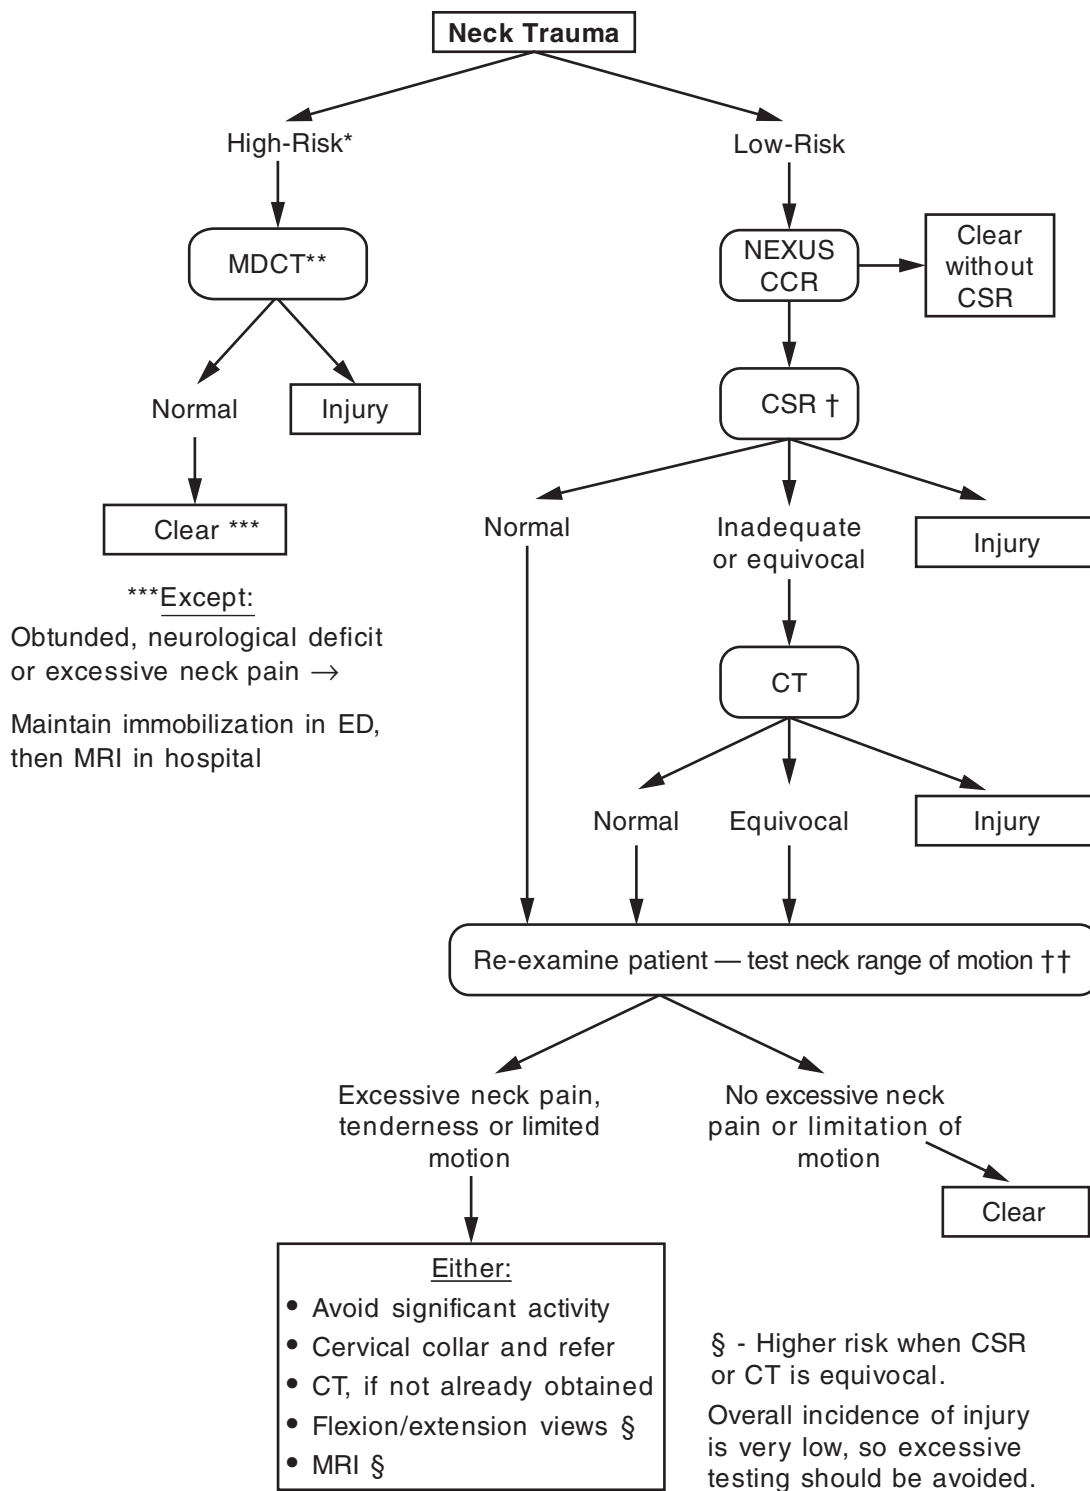 Neck Trauma
High-Risk*
Low-Risk
MDCT**
NEXUS
CCR
Clear
without
CSR
Normal
Injury
CSR †
Clear ***
Normal
Inadequate
or equivocal
Injury
***Except:
Obtunded, neurological deficit
or excessive neck pain →
Maintain immobilization in ED,
then MRI in hospital
CT
Normal
Equivocal
Injury
Re-examine patient — test neck range of motion ††
Excessive neck pain,
tenderness or limited
motion
No excessive neck
pain or limitation of
motion
Clear
Either:
• Avoid significant activity
• Cervical collar and refer
• CT, if not already obtained
• Flexion/extension views §
• MRI §
§ - Higher risk when CSR
or CT is equivocal.
Overall incidence of injury
is very low, so excessive
testing should be avoided.